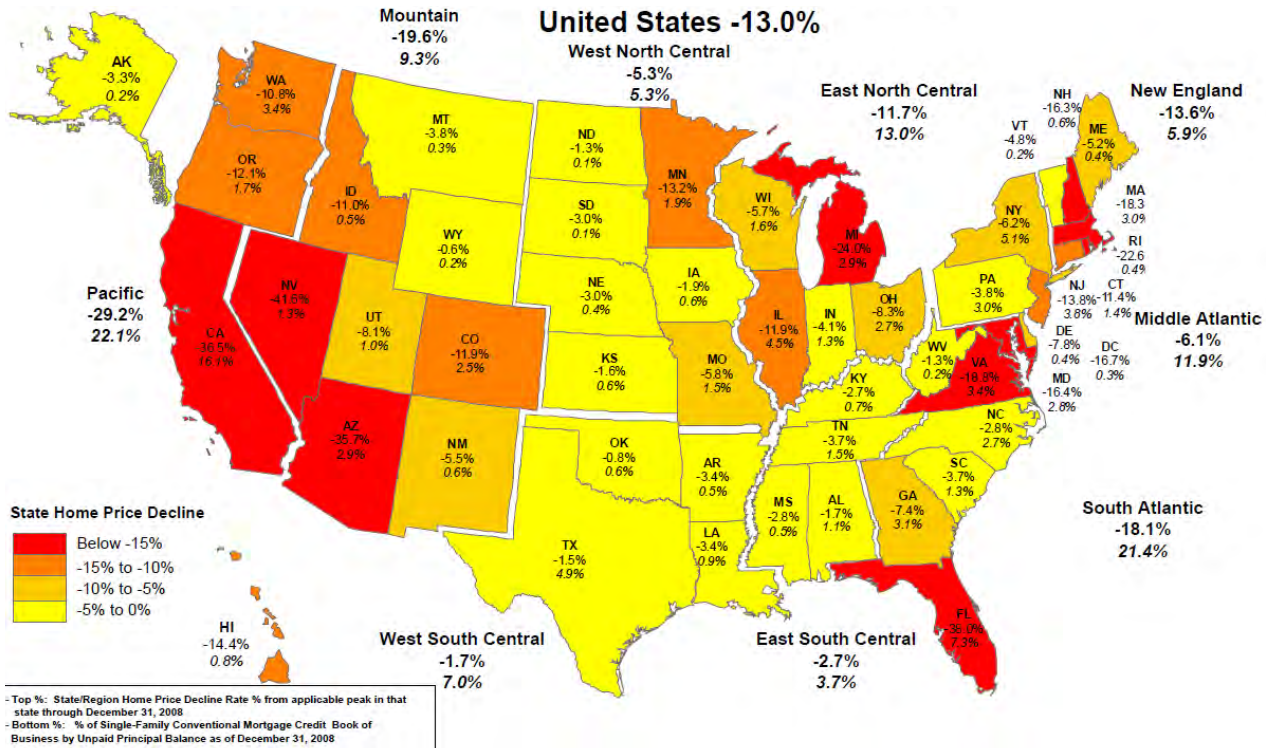 United States -13.0%
Mountain
-19.6%
9.3%
West North Central
-5.3%
5.3%
East North Central
-11.7%
13.0%
New England
-13.6%
5.9%
AK
-3.3%
0.2%
WA
-10.8%
3.4%
MT
-3.8%
0.3%
ND
-1.3%
0.1%
MN
-13.2%
1.9%
VT
-4.8%
0.2%
NH
-16.3%
0.6%
ME
-5.2%
0.4%
OR
-12.1%
1.7%
ID
-11.0%
0.5%
SD
-3.0%
0.1%
WI
-5.7%
1.6%
MI
-24.0%
2.9%
NY
-6.2%
5.1%
MA
-18.3
3.0%
RI
-22.6
0.4%
WY
-0.6%
0.2%
Pacific
-29.2%
22.1%
NV
-41.6%
1.3%
CA
16.1%
UT
-8.1%
1.0%
CO
-11.9%
2.5%
NE
-3.0%
0.4%
IA
-1.9%
0.6%
IL
-11.9%
4.5%
IN
-4.1%
1.3%
OH
-8.3%
2.7%
PA
-3.8%
3.0%
NJ
-13.8%
3.8%
CT
-11.4%
1.4%
Middle Atlantic
-6.1%
11.9%
DE
-7.8%
0.4%
DC
-16.7%
0.3%
MD
-16.4%
2.8%
KS
-1.6%
0.6%
MO
-5.8%
1.5%
KY
-2.7%
0.7%
WV
-1.3%
0.2%
VA
-18.8%
3.4%
AZ
-35.7%
2.9%
NM
-5.5%
0.6%
OK
-0.8%
0.6%
AR
-3.4%
0.5%
TN
-3.7%
1.5%
NC
-2.8%
2.7%
SC
-3.7%
1.3%
MS
-2.8%
0.5%
AL
-1.7%
1.1%
GA
-7.4%
3.1%
South Atlantic
-18.1%
21.4%
TX
-1.5%
4.9%
LA
-3.4%
0.9%
FL
7.3%
State Home Price Decline
Below -15%
-15% to -10%
-10% to -5%
-5% to 0%
HI
-14.4%
0.8%
West South Central
-1.7%
7.0%
East South Central
-2.7%
3.7%
- Top %: State/Region Home Price Decline Rate % from applicable peak in that
state through December 31, 2008
- Bottom %: % of Single-Family Conventional Mortgage Credit Book of
Business by Unpaid Principal Balance as of December 31, 2008